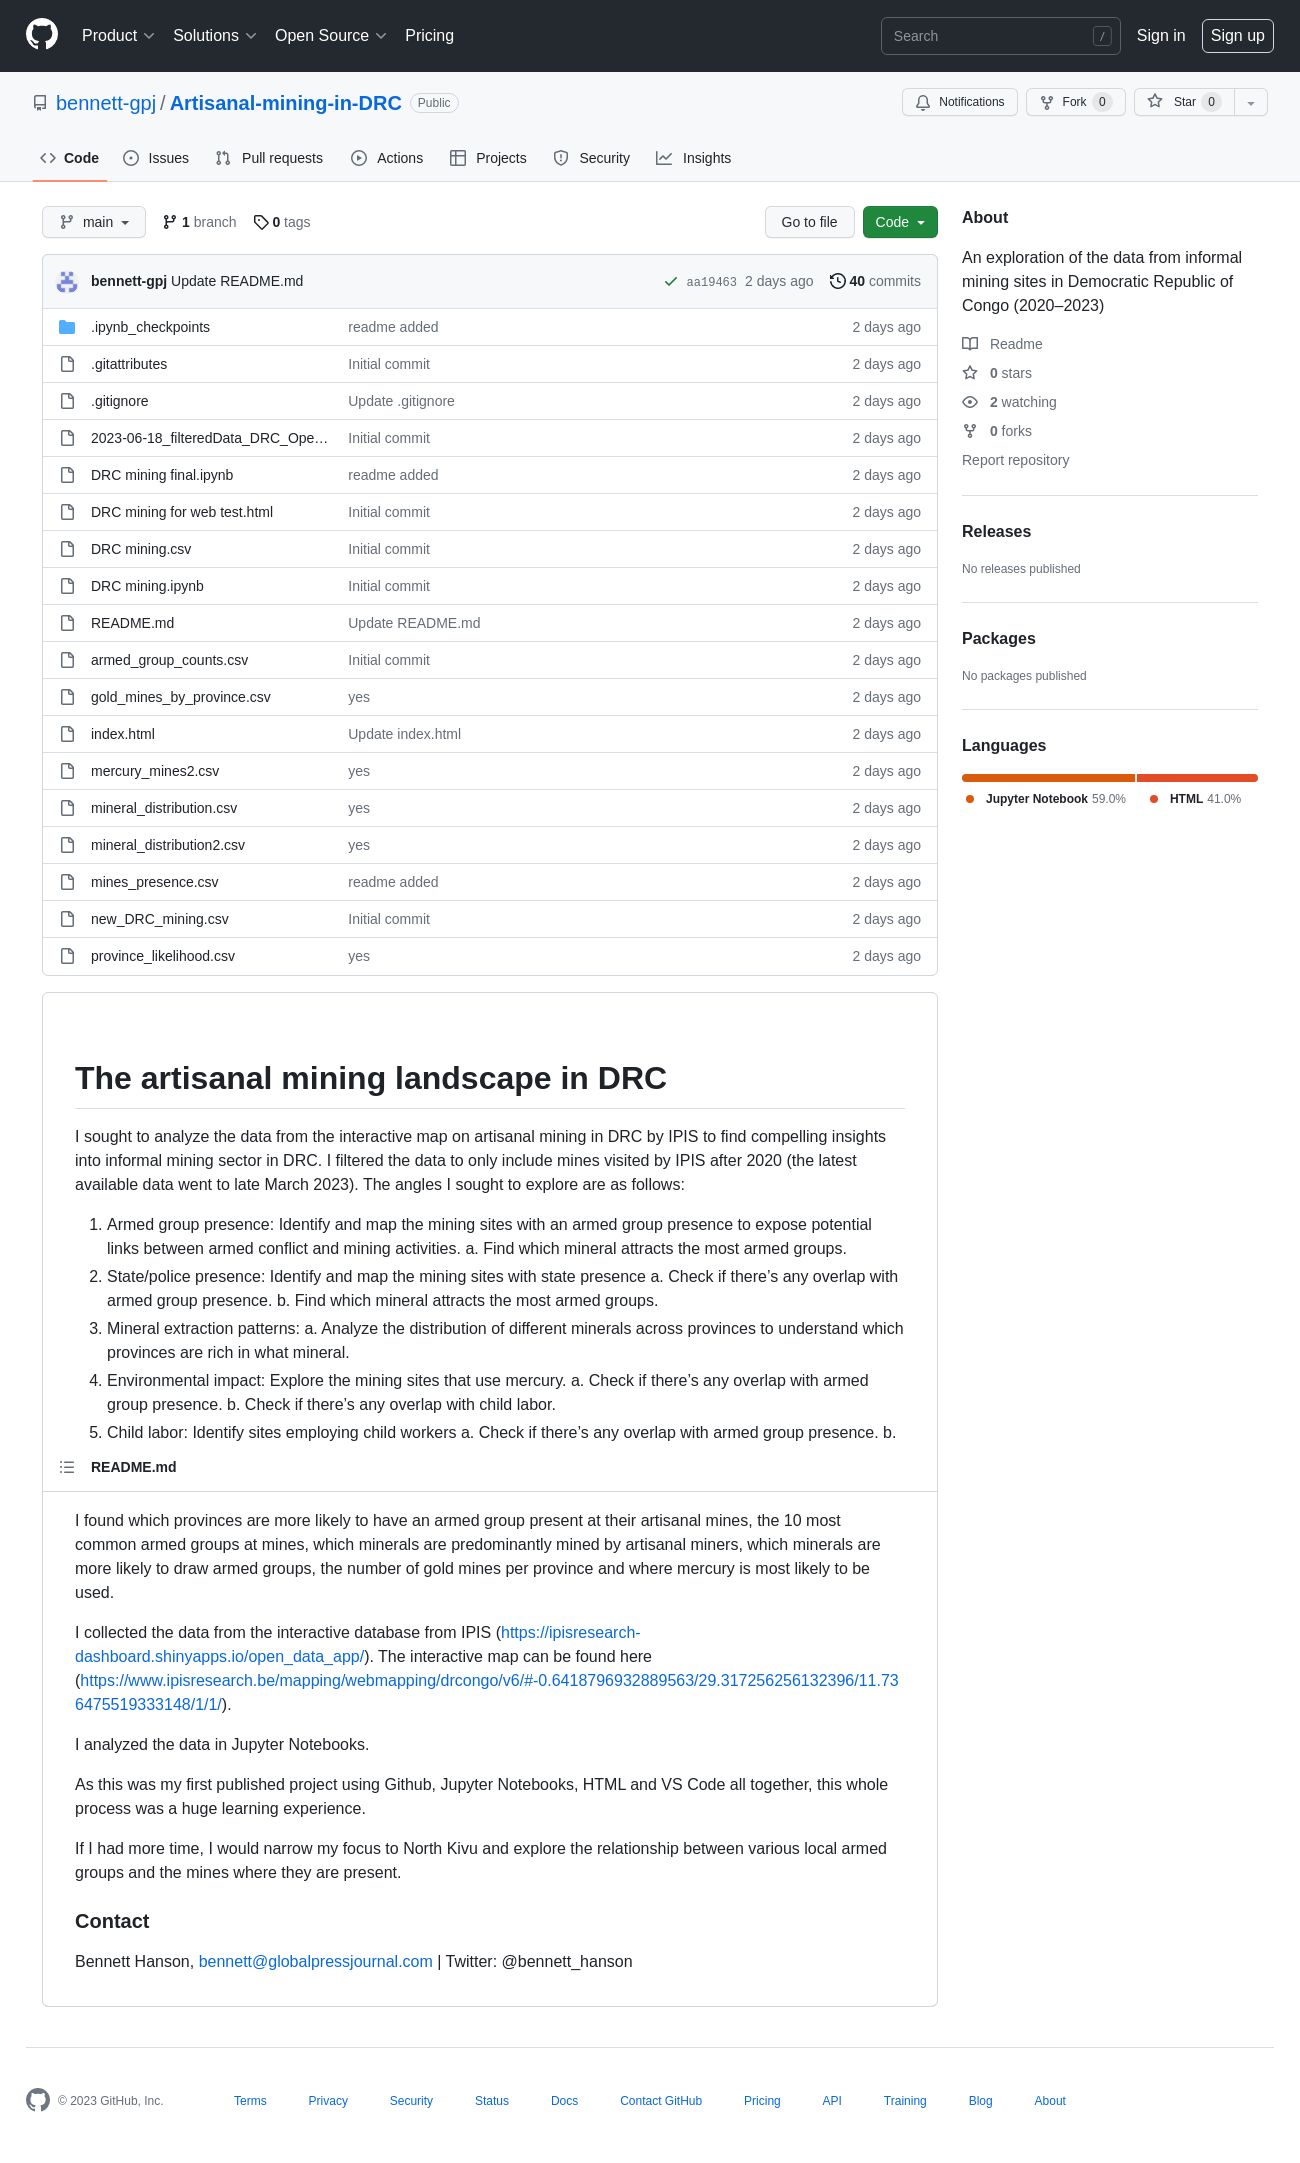 Product Solutions Open Source Pricing Search / Sign in Sign up
bennett-gpj / Artisanal-mining-in-DRC Public Notifications Fork 0 Star 0
Code Issues Pull requests Actions Projects Security Insights
main 1 branch 0 tags Go to file Code
bennett-gpj Update README.md aa19463 2 days ago 40 commits
.ipynb_checkpoints readme added 2 days ago
.gitattributes Initial commit 2 days ago
.gitignore Update .gitignore 2 days ago
2023-06-18_filteredData_DRC_Ope… Initial commit 2 days ago
DRC mining final.ipynb readme added 2 days ago
DRC mining for web test.html Initial commit 2 days ago
DRC mining.csv Initial commit 2 days ago
DRC mining.ipynb Initial commit 2 days ago
README.md Update README.md 2 days ago
armed_group_counts.csv Initial commit 2 days ago
gold_mines_by_province.csv yes 2 days ago
index.html Update index.html 2 days ago
mercury_mines2.csv yes 2 days ago
mineral_distribution.csv yes 2 days ago
mineral_distribution2.csv yes 2 days ago
mines_presence.csv readme added 2 days ago
new_DRC_mining.csv Initial commit 2 days ago
province_likelihood.csv yes 2 days ago
The artisanal mining landscape in DRC
I sought to analyze the data from the interactive map on artisanal mining in DRC by IPIS to find compelling insights
into informal mining sector in DRC. I filtered the data to only include mines visited by IPIS after 2020 (the latest
available data went to late March 2023). The angles I sought to explore are as follows:
1. Armed group presence: Identify and map the mining sites with an armed group presence to expose potential
links between armed conflict and mining activities. a. Find which mineral attracts the most armed groups.
2. State/police presence: Identify and map the mining sites with state presence a. Check if there’s any overlap with
armed group presence. b. Find which mineral attracts the most armed groups.
3. Mineral extraction patterns: a. Analyze the distribution of different minerals across provinces to understand which
provinces are rich in what mineral.
4. Environmental impact: Explore the mining sites that use mercury. a. Check if there’s any overlap with armed
group presence. b. Check if there’s any overlap with child labor.
5. Child labor: Identify sites employing child workers a. Check if there’s any overlap with armed group presence. b.
README.md
I found which provinces are more likely to have an armed group present at their artisanal mines, the 10 most
common armed groups at mines, which minerals are predominantly mined by artisanal miners, which minerals are
more likely to draw armed groups, the number of gold mines per province and where mercury is most likely to be
used.
I collected the data from the interactive database from IPIS (https://ipisresearch-
dashboard.shinyapps.io/open_data_app/). The interactive map can be found here
(https://www.ipisresearch.be/mapping/webmapping/drcongo/v6/#-0.6418796932889563/29.317256256132396/11.73
6475519333148/1/1/).
I analyzed the data in Jupyter Notebooks.
As this was my first published project using Github, Jupyter Notebooks, HTML and VS Code all together, this whole
process was a huge learning experience.
If I had more time, I would narrow my focus to North Kivu and explore the relationship between various local armed
groups and the mines where they are present.
Contact
Bennett Hanson, bennett@globalpressjournal.com | Twitter: @bennett_hanson
About
An exploration of the data from informal
mining sites in Democratic Republic of
Congo (2020–2023)
Readme
0 stars
2 watching
0 forks
Report repository
Releases
No releases published
Packages
No packages published
Languages
Jupyter Notebook 59.0% HTML 41.0%
© 2023 GitHub, Inc. Terms Privacy Security Status Docs Contact GitHub Pricing API Training Blog About